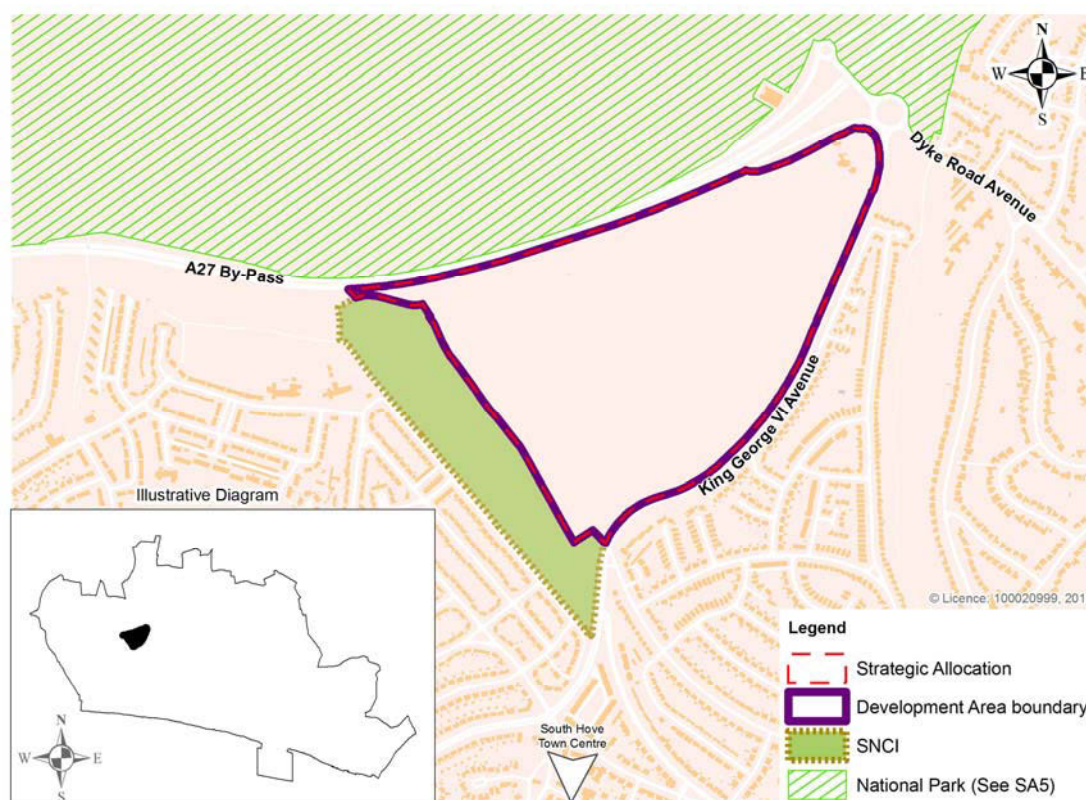 N
W E
S
Dyke Road Avenue
A27 By-Pass
King George VI Avenue
Illustrative Diagram
© Licence: 100020999, 201
Legend
Strategic Allocation
Development Area boundary
SNCI
National Park (See SA5)
South Hove
Town Centre
N
W E
S